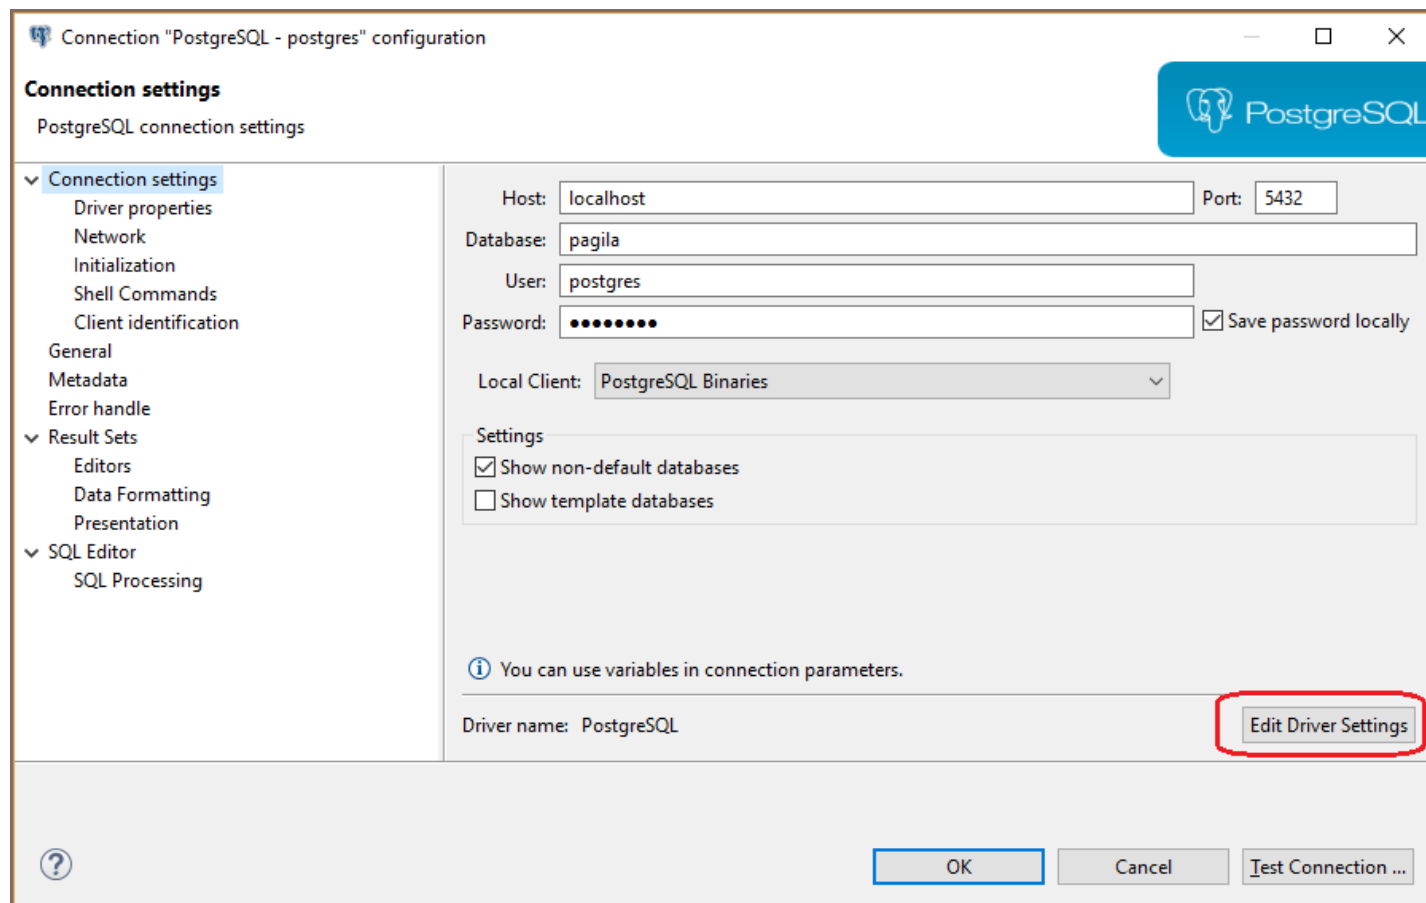 Connection "PostgreSQL - postgres" configuration
Connection settings
PostgreSQL connection settings
PostgreSQL
Connection settings
Driver properties
Network
Initialization
Shell Commands
Client identification
General
Metadata
Error handle
Result Sets
Editors
Data Formatting
Presentation
SQL Editor
SQL Processing
Host: localhost Port: 5432
Database: pagila
User: postgres
Password: ●●●●●●●● Save password locally
Local Client: PostgreSQL Binaries
Settings
Show non-default databases
Show template databases
You can use variables in connection parameters.
Driver name: PostgreSQL Edit Driver Settings
OK Cancel Test Connection ...